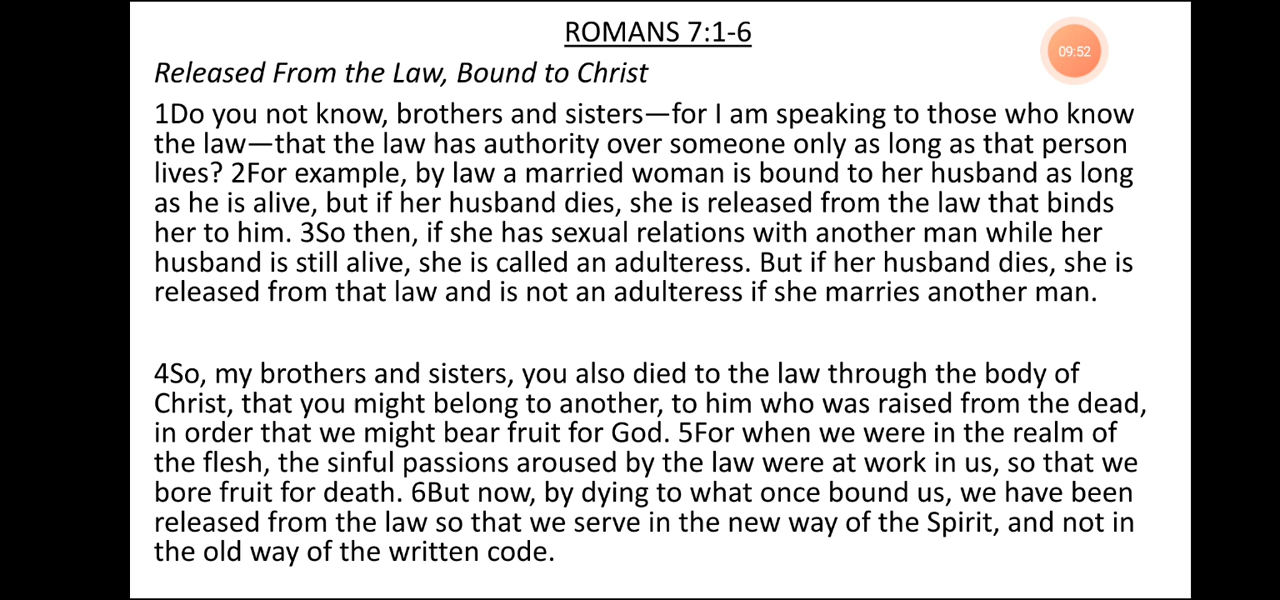 ROMANS 7:1-6
09:52
Released From the Law, Bound to Christ
1Do you not know, brothers and sisters—for I am speaking to those who know
the law—that the law has authority over someone only as long as that person
lives? 2For example, by law a married woman is bound to her husband as long
as he is alive, but if her husband dies, she is released from the law that binds
her to him. 3So then, if she has sexual relations with another man while her
husband is still alive, she is called an adulteress. But if her husband dies, she is
released from that law and is not an adulteress if she marries another man.
4So, my brothers and sisters, you also died to the law through the body of
Christ, that you might belong to another, to him who was raised from the dead,
in order that we might bear fruit for God. 5For when we were in the realm of
the flesh, the sinful passions aroused by the law were at work in us, so that we
bore fruit for death. 6But now, by dying to what once bound us, we have been
released from the law so that we serve in the new way of the Spirit, and not in
the old way of the written code.